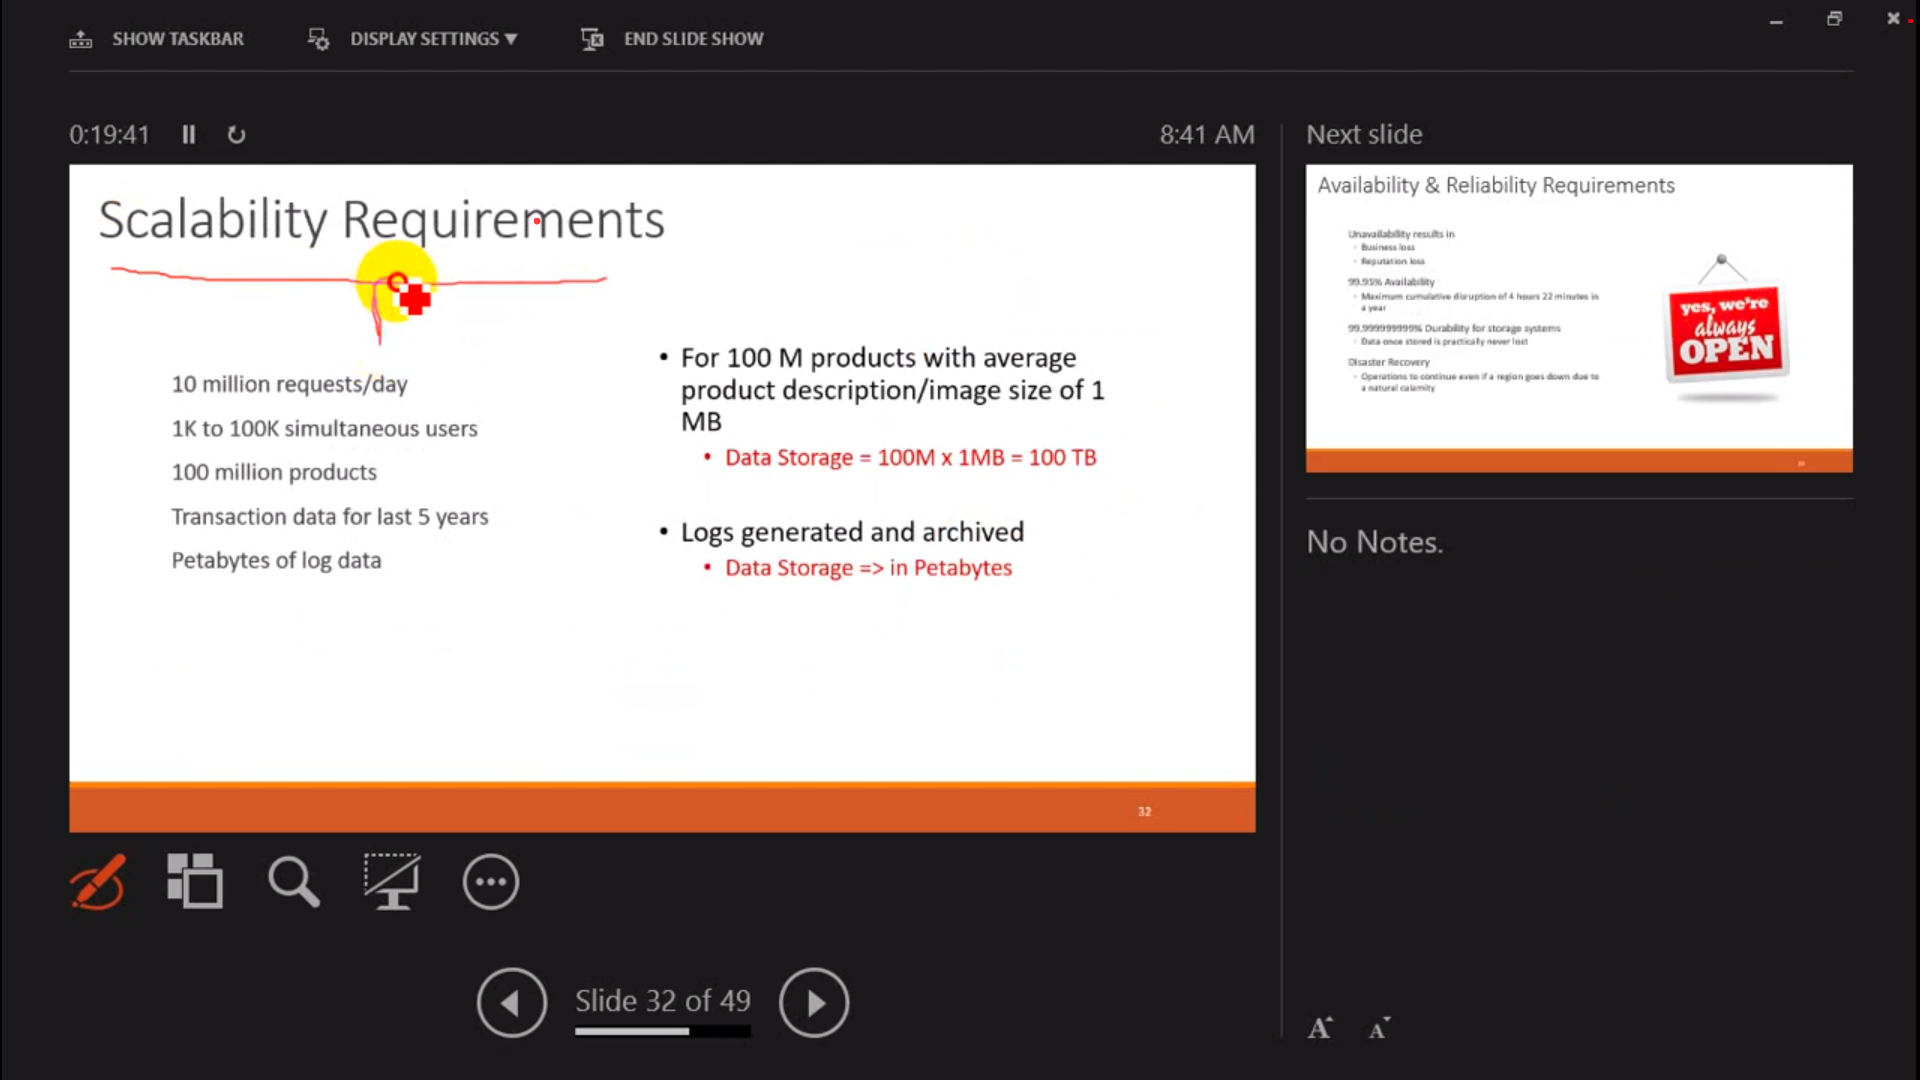 SHOW TASKBAR
DISPLAY SETTINGS ▼
END SLIDE SHOW
0:19:41
8:41 AM
Scalability Requirements
10 million requests/day
1K to 100K simultaneous users
100 million products
Transaction data for last 5 years
Petabytes of log data
• For 100 M products with average
product description/image size of 1
MB
• Data Storage = 100M x 1MB = 100 TB
• Logs generated and archived
• Data Storage => in Petabytes
32
Slide 32 of 49
Next slide
Availability & Reliability Requirements
Unavailability results in
Business loss
Reputation loss
99.95% Availability
Maximum cumulative disruption of 4 hours 22 minutes in
a year
99.999999999% Durability for storage systems
Data once stored is practically never lost
Disaster Recovery
Operations to continue even if a region goes down due to
a natural calamity
yes, we're
always
OPEN
No Notes.
A A